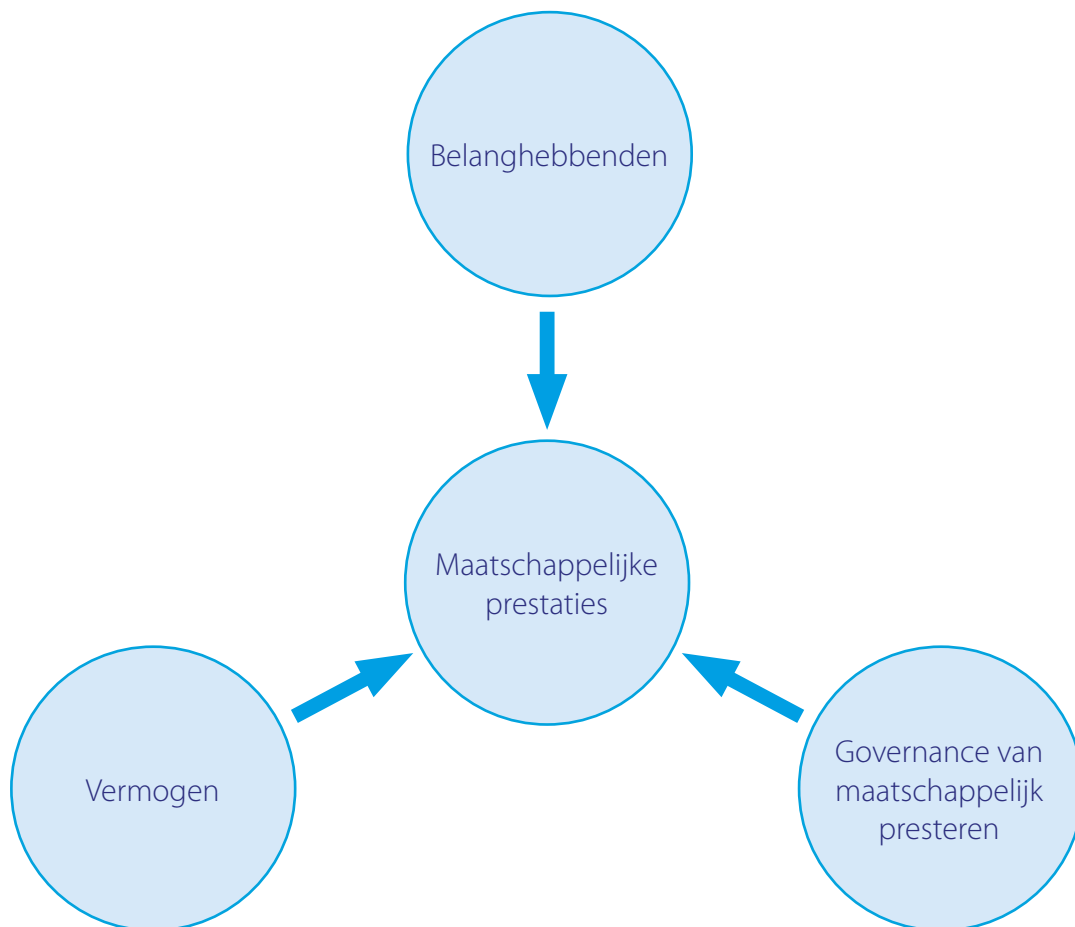 Belanghebbenden
Maatschappelijke
prestaties
Vermogen
Governance van
maatschappelijk
presteren